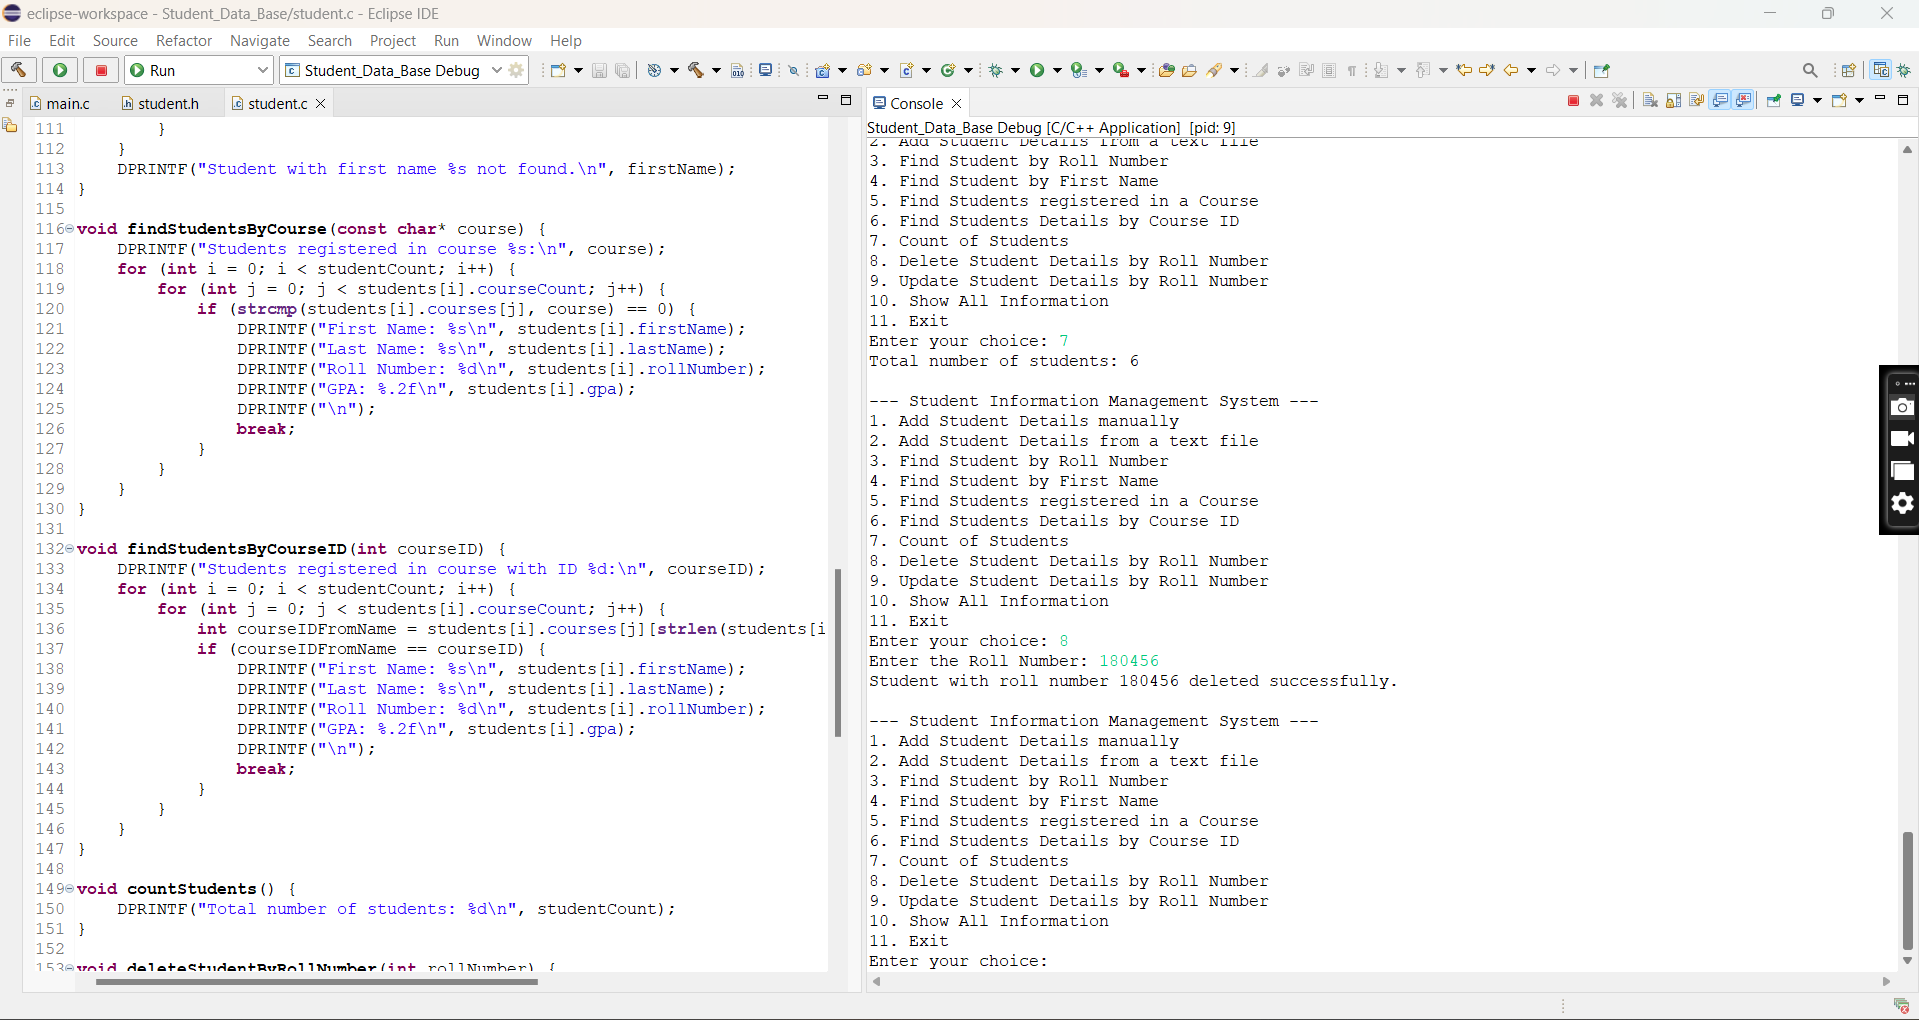 eclipse-workspace - Student_Data_Base/student.c - Eclipse IDE
File Edit Source Refactor Navigate Search Project Run Window Help
Run
Student_Data_Base Debug
main.c
student.h
student.c
111 }
112 }
113 DPRINTF("Student with first name %s not found.\n", firstName);
114 }
115
116 void findStudentsByCourse(const char* course) {
117 DPRINTF("Students registered in course %s:\n", course);
118 for (int i = 0; i < studentCount; i++) {
119 for (int j = 0; j < students[i].courseCount; j++) {
120 if (strcmp(students[i].courses[j], course) == 0) {
121 DPRINTF("First Name: %s\n", students[i].firstName);
122 DPRINTF("Last Name: %s\n", students[i].lastName);
123 DPRINTF("Roll Number: %d\n", students[i].rollNumber);
124 DPRINTF("GPA: %.2f\n", students[i].gpa);
125 DPRINTF("\n");
126 break;
127 }
128 }
129 }
130 }
131
132 void findStudentsByCourseID(int courseID) {
133 DPRINTF("Students registered in course with ID %d:\n", courseID);
134 for (int i = 0; i < studentCount; i++) {
135 for (int j = 0; j < students[i].courseCount; j++) {
136 int courseIDFromName = students[i].courses[j][strlen(students[i
137 if (courseIDFromName == courseID) {
138 DPRINTF("First Name: %s\n", students[i].firstName);
139 DPRINTF("Last Name: %s\n", students[i].lastName);
140 DPRINTF("Roll Number: %d\n", students[i].rollNumber);
141 DPRINTF("GPA: %.2f\n", students[i].gpa);
142 DPRINTF("\n");
143 break;
144 }
145 }
146 }
147 }
148
149 void countStudents() {
150 DPRINTF("Total number of students: %d\n", studentCount);
151 }
152
153 void deleteStudentByRollNumber(int rollNumber) {
Console
Student_Data_Base Debug [C/C++ Application] [pid: 9]
2. Add Student Details from a text file
3. Find Student by Roll Number
4. Find Student by First Name
5. Find Students registered in a Course
6. Find Students Details by Course ID
7. Count of Students
8. Delete Student Details by Roll Number
9. Update Student Details by Roll Number
10. Show All Information
11. Exit
Enter your choice: 7
Total number of students: 6
--- Student Information Management System ---
1. Add Student Details manually
2. Add Student Details from a text file
3. Find Student by Roll Number
4. Find Student by First Name
5. Find Students registered in a Course
6. Find Students Details by Course ID
7. Count of Students
8. Delete Student Details by Roll Number
9. Update Student Details by Roll Number
10. Show All Information
11. Exit
Enter your choice: 8
Enter the Roll Number: 180456
Student with roll number 180456 deleted successfully.
--- Student Information Management System ---
1. Add Student Details manually
2. Add Student Details from a text file
3. Find Student by Roll Number
4. Find Student by First Name
5. Find Students registered in a Course
6. Find Students Details by Course ID
7. Count of Students
8. Delete Student Details by Roll Number
9. Update Student Details by Roll Number
10. Show All Information
11. Exit
Enter your choice: